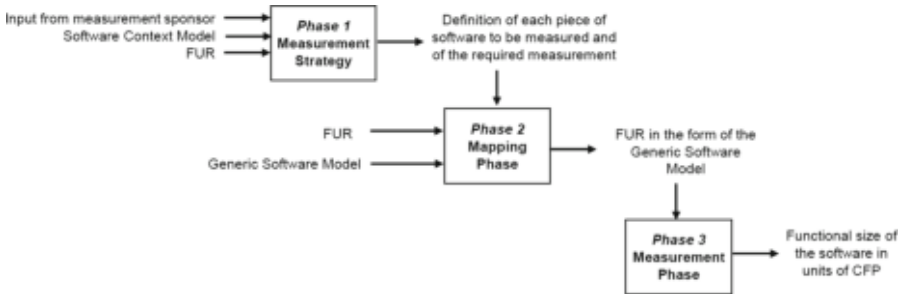 Input from measurement sponsor
Software Context Model
FUR
Phase 1
Measurement
Strategy
Definition of each piece of
software to be measured and
of the required measurement
FUR
Generic Software Model
Phase 2
Mapping
Phase
FUR in the form of the
Generic Software
Model
Phase 3
Measurement
Phase
Functional size of
the software in
units of CFP